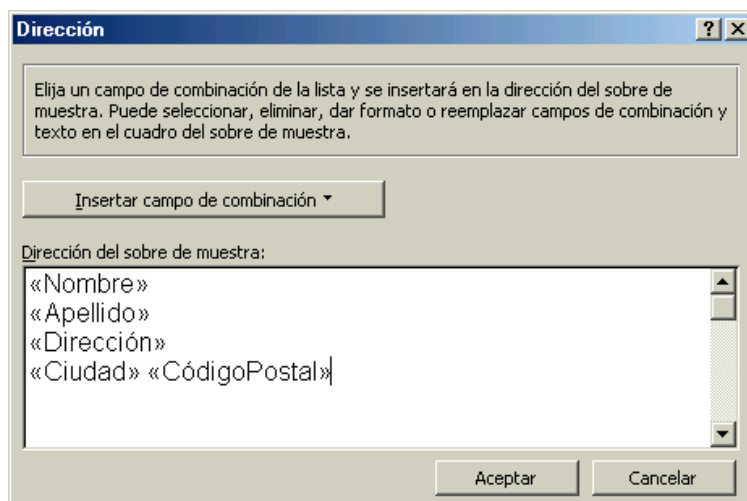 Dirección
Elija un campo de combinación de la lista y se insertará en la dirección del sobre de
muestra. Puede seleccionar, eliminar, dar formato o reemplazar campos de combinación y
texto en el cuadro del sobre de muestra.
Insertar campo de combinación
Dirección del sobre de muestra:
«Nombre»
«Apellido»
«Dirección»
«Ciudad» «CódigoPostal»
Aceptar
Cancelar